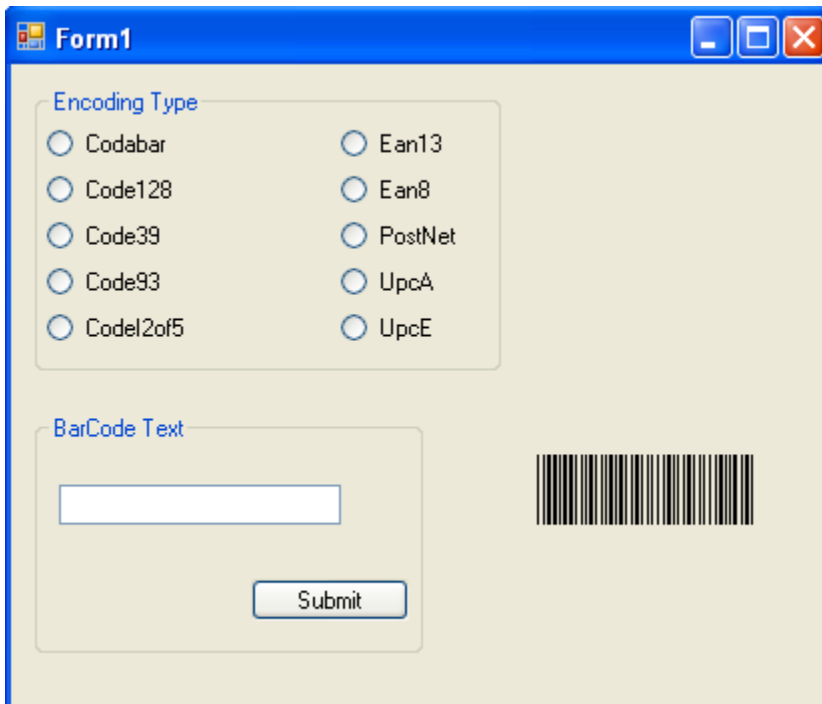 Form1
Encoding Type
Codabar
Code128
Code39
Code93
CodeI2of5
Ean13
Ean8
PostNet
UpcA
UpcE
BarCode Text
Submit